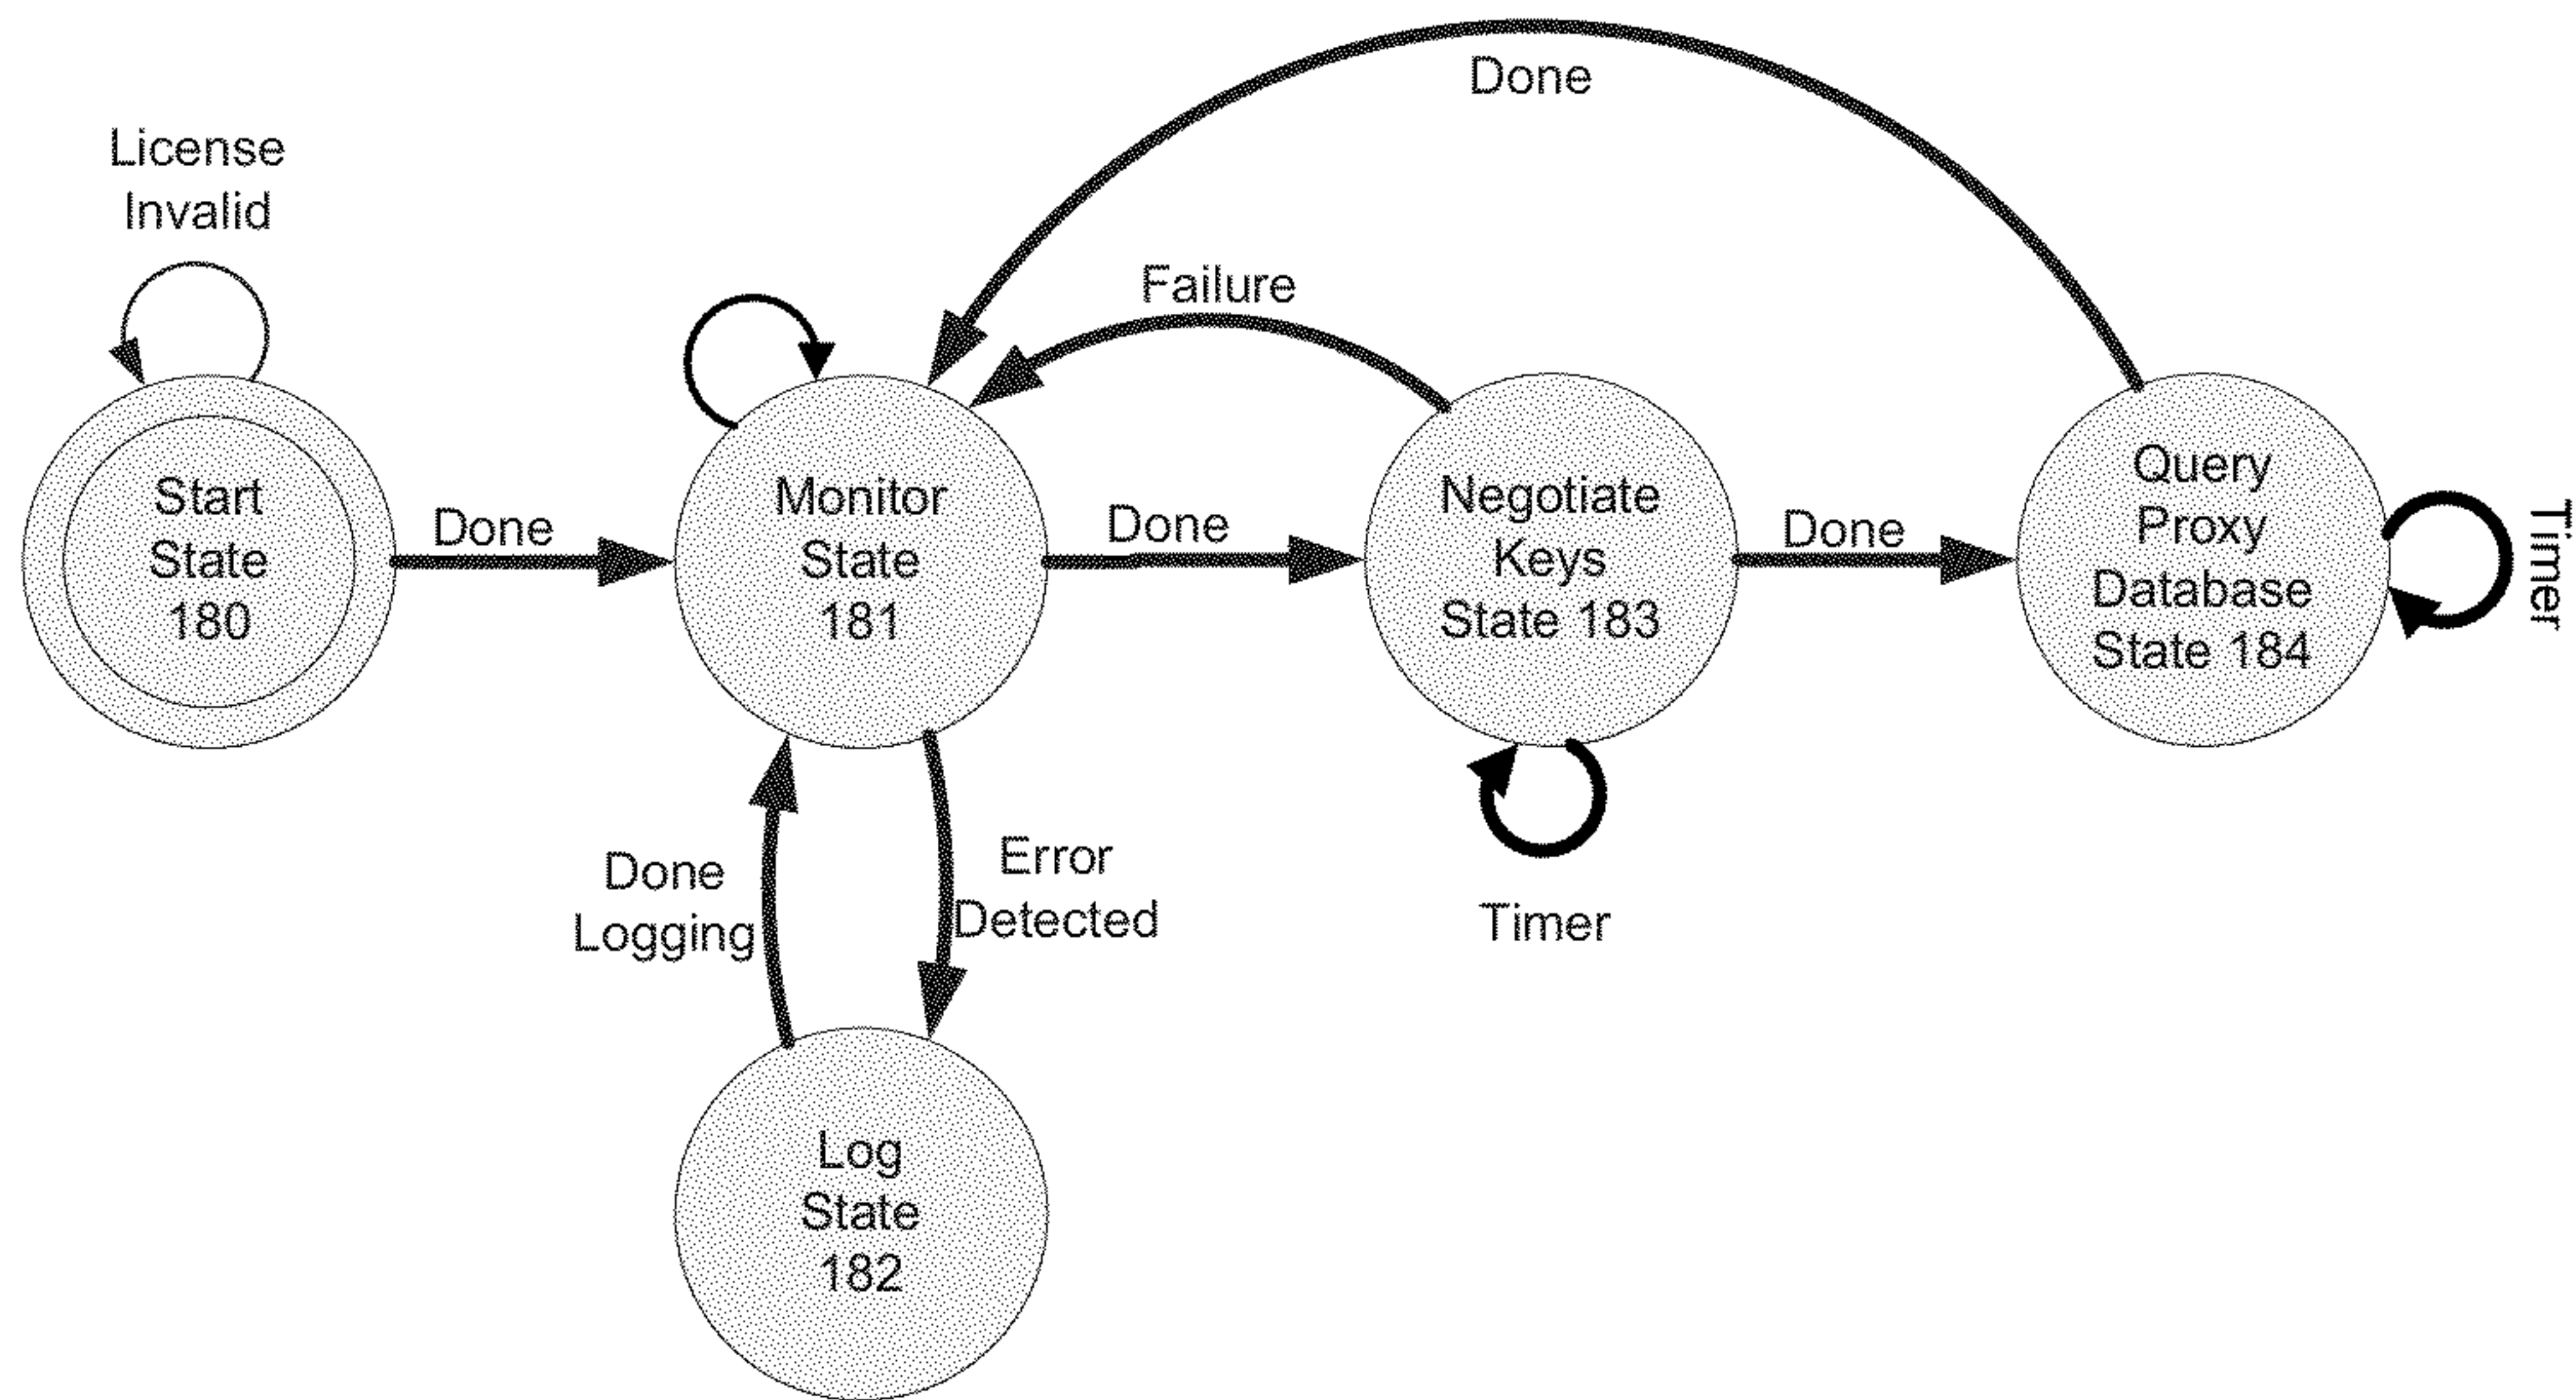 Done
License
Invalid
Failure
Start
State
180
Done
Monitor
State
181
Done
Negotiate
Keys
State 183
Done
Query
Proxy
Database
State 184
Timer
Done
Logging
Error
Detected
Timer
Log
State
182